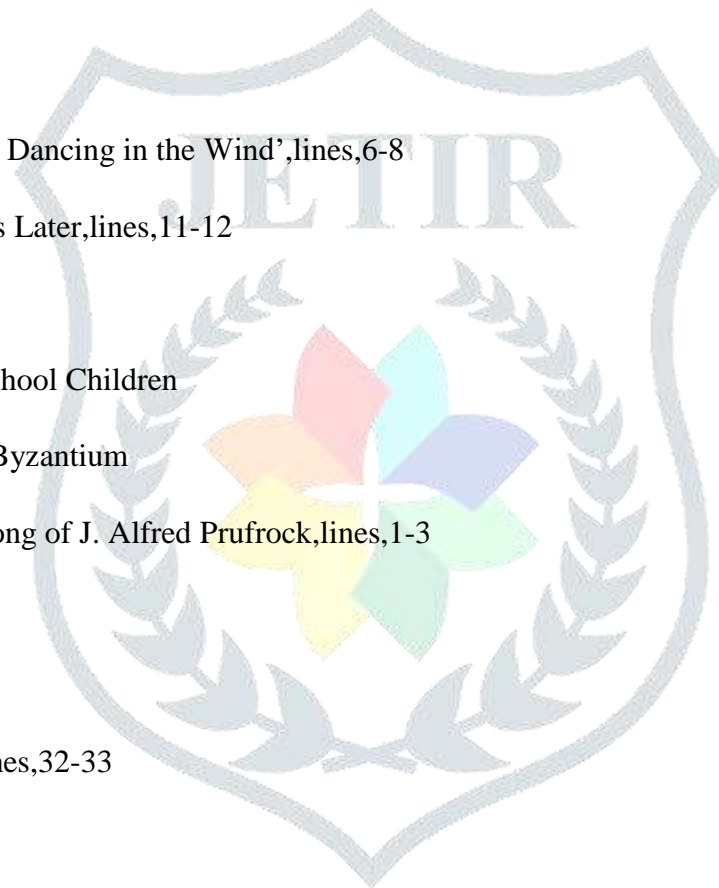 JETIR
Dancing in the Wind’,lines,6-8
s Later,lines,11-12
hool Children
Byzantium
ong of J. Alfred Prufrock,lines,1-3
nes,32-33